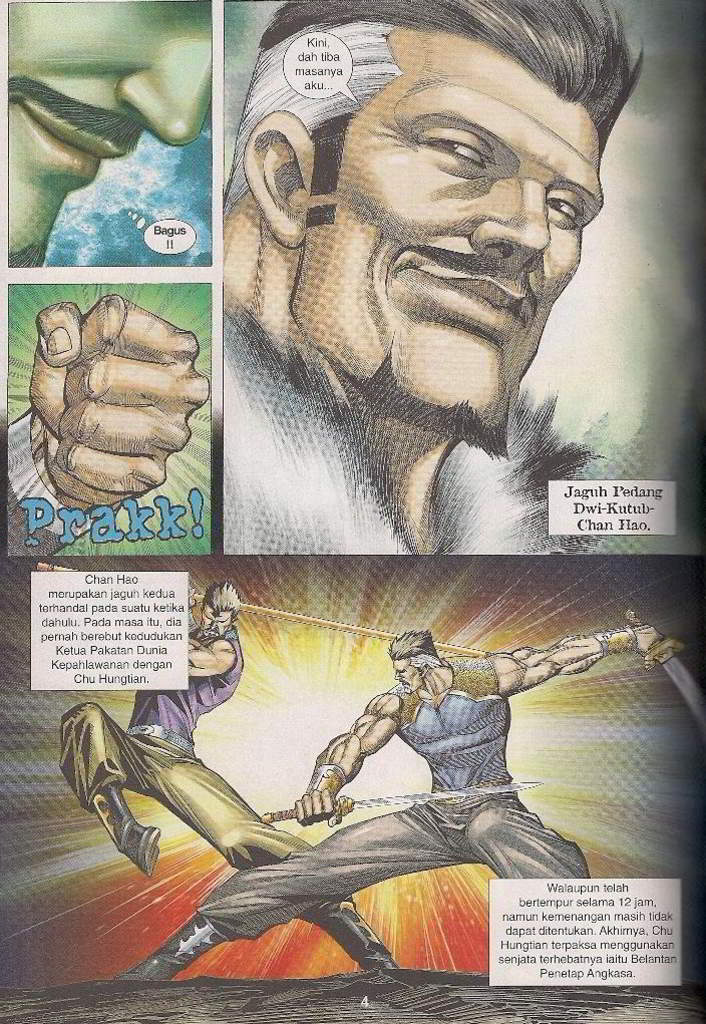 Bagus
!!
Kini,
dah tiba
masanya
aku...
Prakk!
Jaguh Pedang
Dwi-Kutub-
Chan Hao.
Chan Hao
merupakan jaguh kedua
terhandal pada suatu ketika
dahulu. Pada masa itu, dia
pernah berebut kedudukan
Ketua Pakatan Dunia
Kepahlawanan dengan
Chu Hungtian.
Walaupun telah
bertempur selama 12 jam,
namun kemenangan masih tidak
dapat ditentukan. Akhirnya, Chu
Hungtian terpaksa menggunakan
senjata terhebatnya iaitu Belantan
Penetap Angkasa.
4